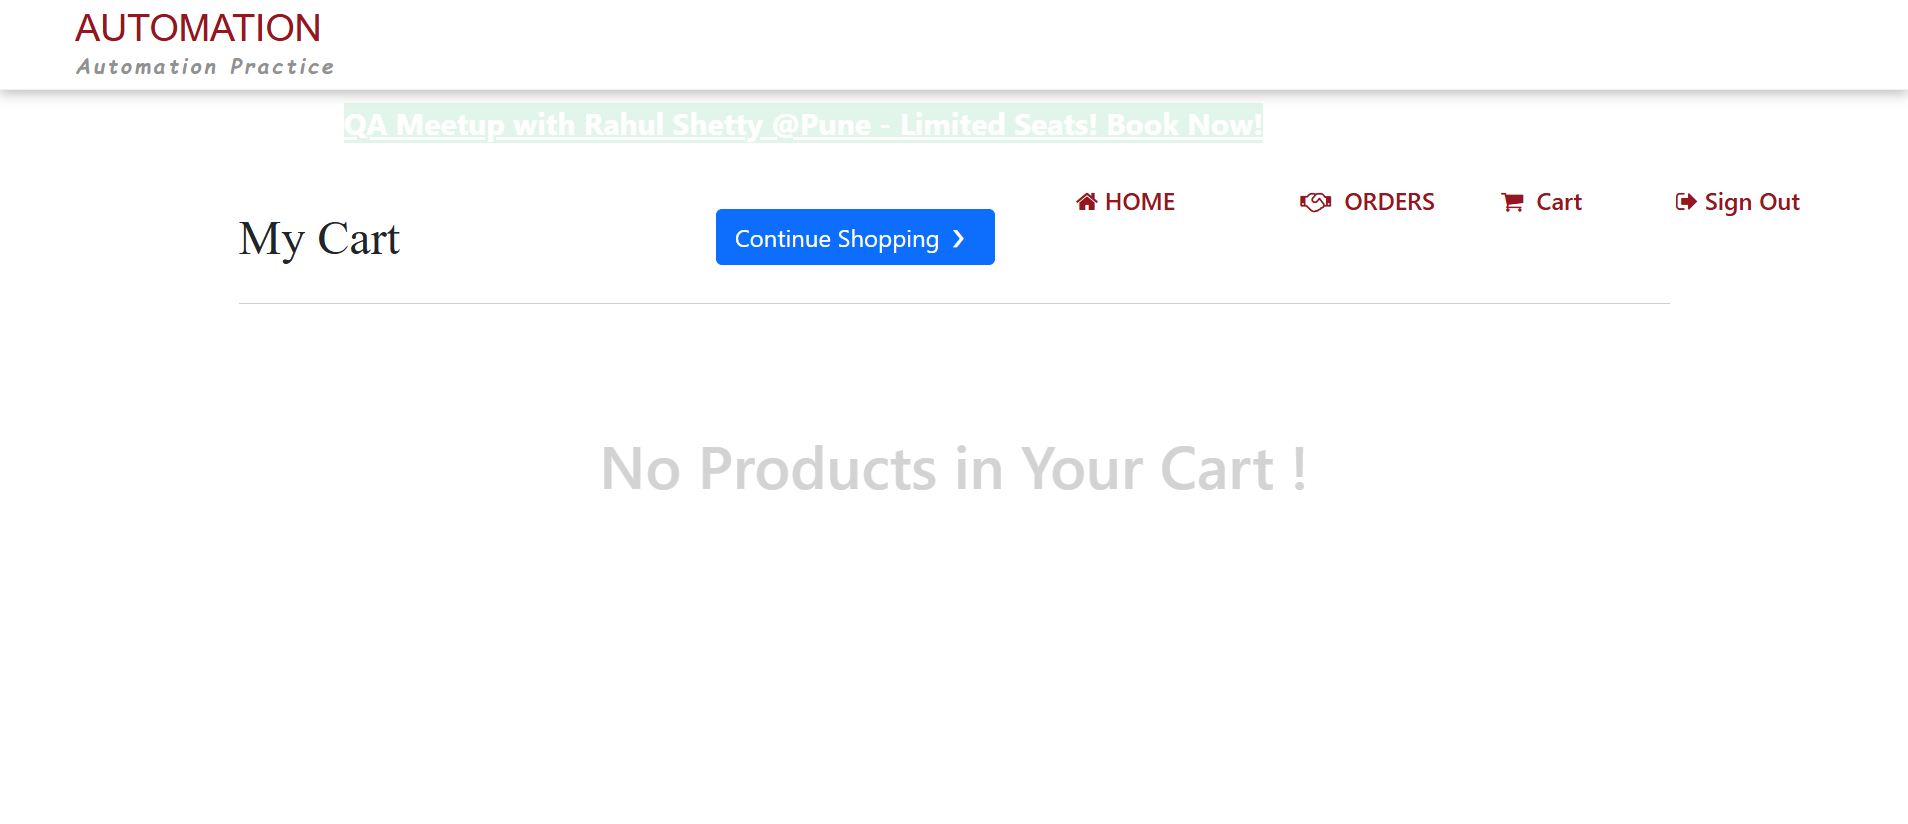 AUTOMATION
Automation Practice
QA Meetup with Rahul Shetty @Pune - Limited Seats! Book Now!
HOME
ORDERS
Cart
Sign Out
My Cart
Continue Shopping ❯
No Products in Your Cart !